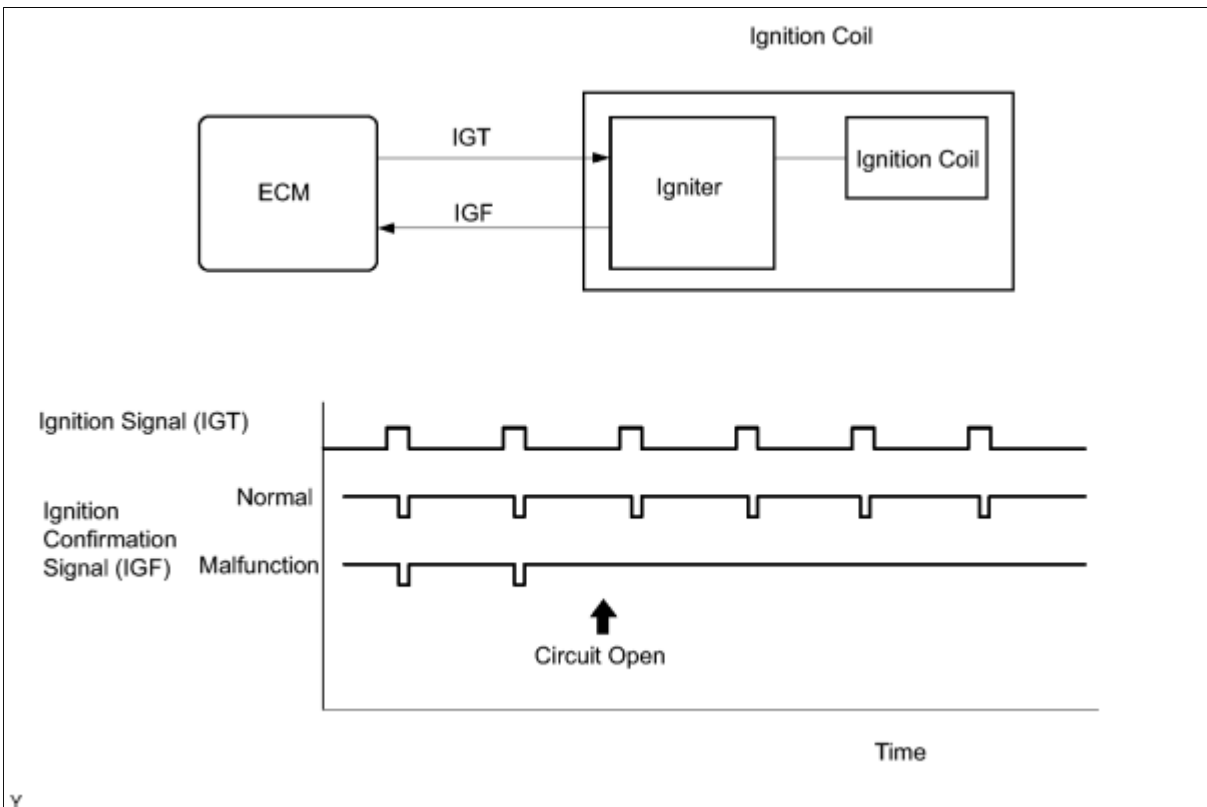 Ignition Coil
ECM
IGT
IGF
Igniter
Ignition Coil
Ignition Signal (IGT)
Normal
Ignition
Confirmation
Signal (IGF)
Malfunction
Circuit Open
Time
Y